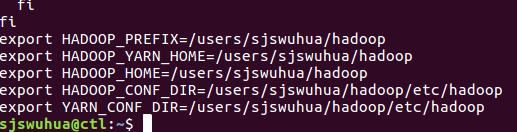 fi
fi
export HADOOP_PREFIX=/users/sjswuhua/hadoop
export HADOOP_YARN_HOME=/users/sjswuhua/hadoop
export HADOOP_HOME=/users/sjswuhua/hadoop
export HADOOP_CONF_DIR=/users/sjswuhua/hadoop/etc/hadoop
export YARN_CONF_DIR=/users/sjswuhua/hadoop/etc/hadoop
sjswuhua@ctl:~$